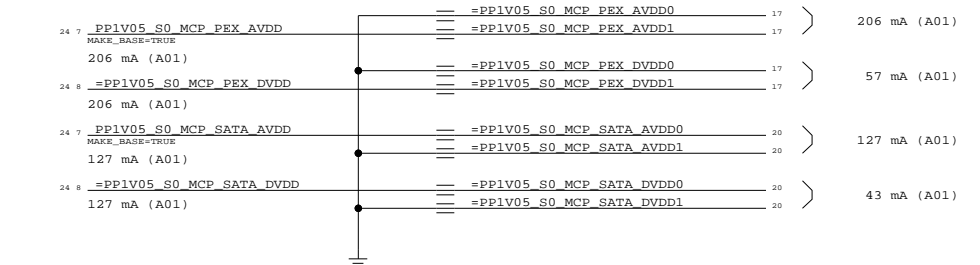 =PP1V05_S0_MCP_PEX_AVDD0 17
206 mA (A01)
24 7 PP1V05_S0_MCP_PEX_AVDD =PP1V05_S0_MCP_PEX_AVDD1 17
MAKE_BASE=TRUE
206 mA (A01)
=PP1V05_S0_MCP_PEX_DVDD0 17
57 mA (A01)
24 8 =PP1V05_S0_MCP_PEX_DVDD =PP1V05_S0_MCP_PEX_DVDD1 17
206 mA (A01)
24 7 PP1V05_S0_MCP_SATA_AVDD =PP1V05_S0_MCP_SATA_AVDD0 20
MAKE_BASE=TRUE
127 mA (A01)
=PP1V05_S0_MCP_SATA_AVDD1 20
127 mA (A01)
24 8 =PP1V05_S0_MCP_SATA_DVDD =PP1V05_S0_MCP_SATA_DVDD0 20
43 mA (A01)
127 mA (A01) =PP1V05_S0_MCP_SATA_DVDD1 20